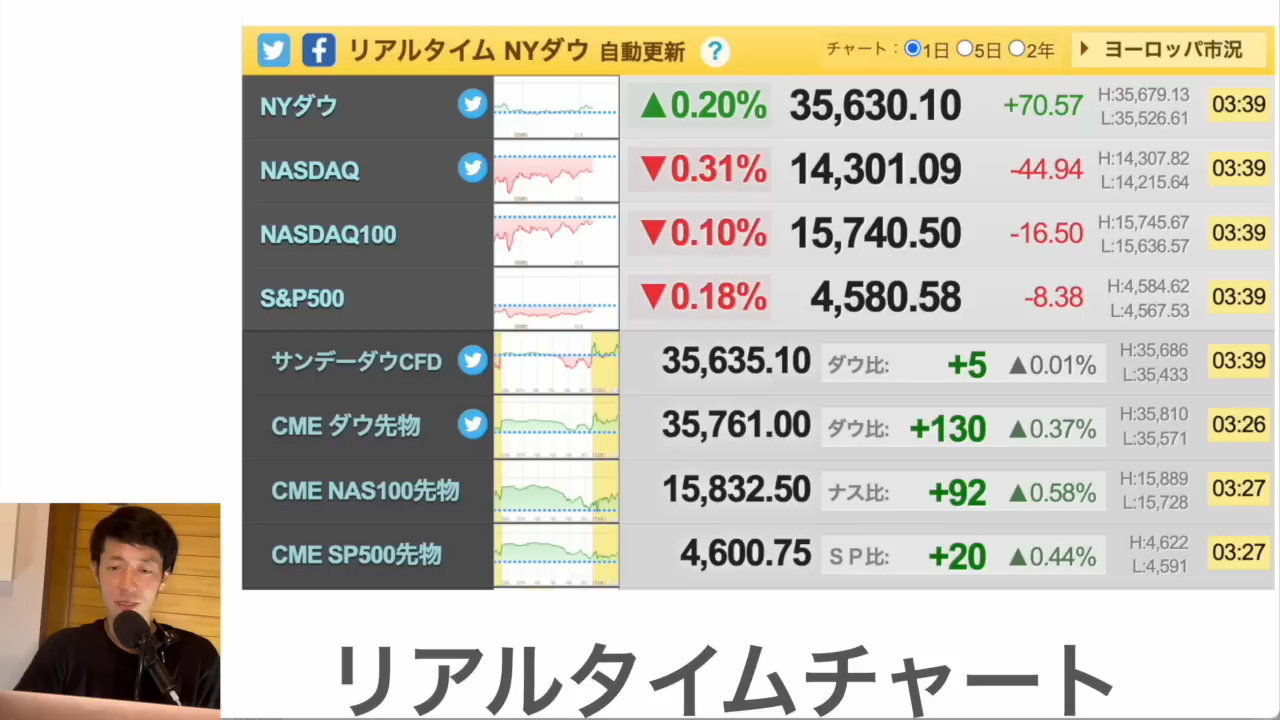 リアルタイム NYダウ 自動更新 ? チャート：1日 5日 2年 ヨーロッパ市況
NYダウ ▲0.20% 35,630.10 +70.57 H:35,679.13 L:35,526.61 03:39
NASDAQ ▼0.31% 14,301.09 -44.94 H:14,307.82 L:14,215.64 03:39
NASDAQ100 ▼0.10% 15,740.50 -16.50 H:15,745.67 L:15,636.57 03:39
S&P500 ▼0.18% 4,580.58 -8.38 H:4,584.62 L:4,567.53 03:39
サンデーダウCFD 35,635.10 ダウ比: +5 ▲0.01% H:35,686 L:35,433 03:39
CME ダウ先物 35,761.00 ダウ比: +130 ▲0.37% H:35,810 L:35,571 03:26
CME NAS100先物 15,832.50 ナス比: +92 ▲0.58% H:15,889 L:15,728 03:27
CME SP500先物 4,600.75 ＳＰ比: +20 ▲0.44% H:4,622 L:4,591 03:27
リアルタイムチャート